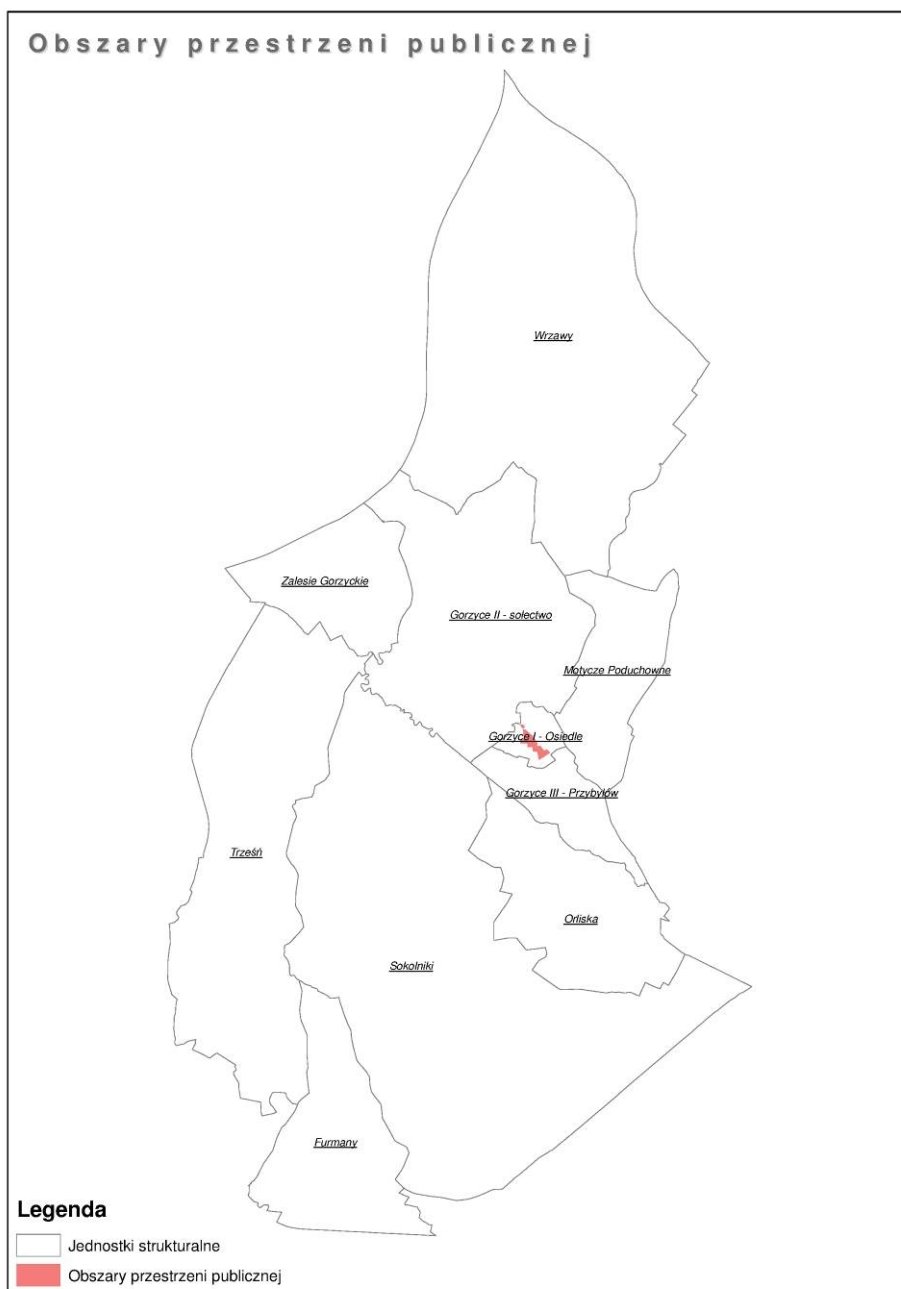 Obszary przestrzeni publicznej
Wrzawy
Zalesie Gorzyckie
Gorzyce II - sołectwo
Motycze Poduchowne
Gorzyce I - Osiedle
Gorzyce III - Przybyłów
Trześń
Orliska
Sokolniki
Furmany
Legenda
Jednostki strukturalne
Obszary przestrzeni publicznej